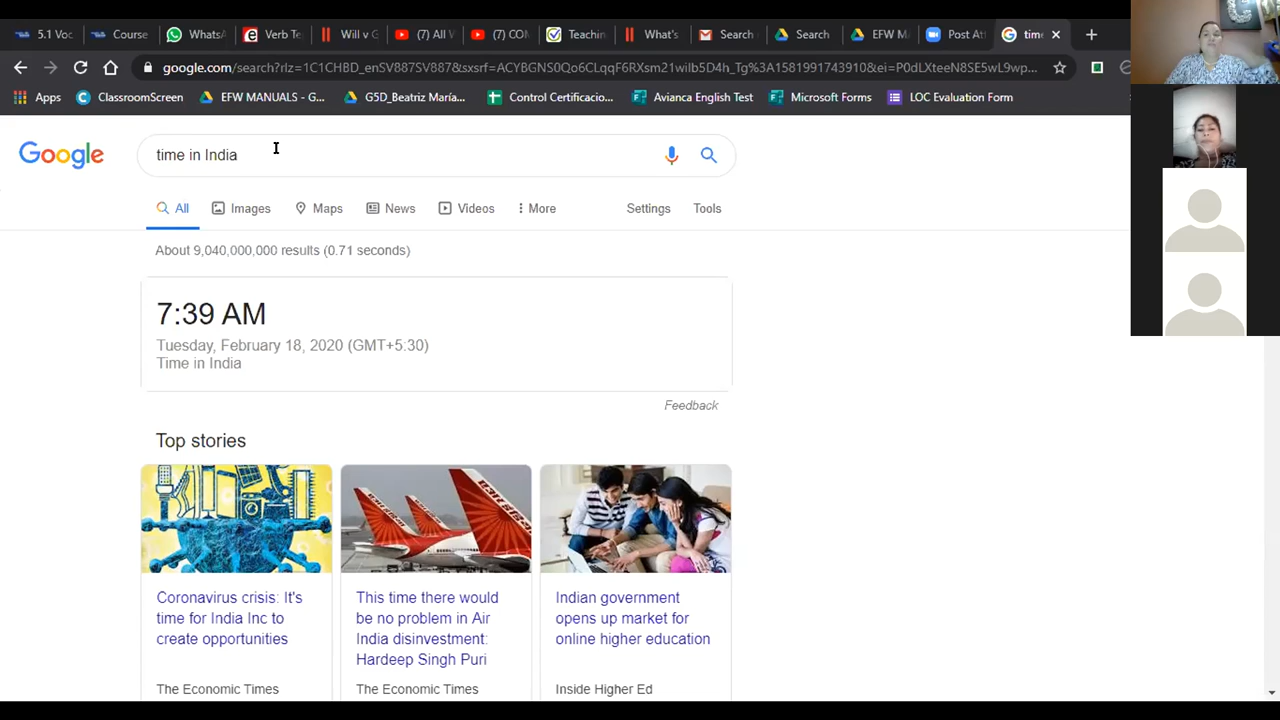 5.1 Voc
Course
WhatsA
Verb Te
Will v G
(7) All V
(7) CON
Teachin
What's
Search
Search
EFW MA
Post Att
time
google.com/search?rlz=1C1CHBD_enSV887SV887&sxsrf=ACYBGNS0Qo6CLqqF6RXsm21wilb5D4h_Tg%3A1581991743910&ei=P0dLXteeN8SE5wL9wp...
Apps
ClassroomScreen
EFW MANUALS - G...
G5D_Beatriz María...
Control Certificacio...
Avianca English Test
Microsoft Forms
LOC Evaluation Form
Google
time in India
All
Images
Maps
News
Videos
More
Settings
Tools
About 9,040,000,000 results (0.71 seconds)
7:39 AM
Tuesday, February 18, 2020 (GMT+5:30)
Time in India
Feedback
Top stories
Coronavirus crisis: It's
time for India Inc to
create opportunities
The Economic Times
This time there would
be no problem in Air
India disinvestment:
Hardeep Singh Puri
The Economic Times
Indian government
opens up market for
online higher education
Inside Higher Ed